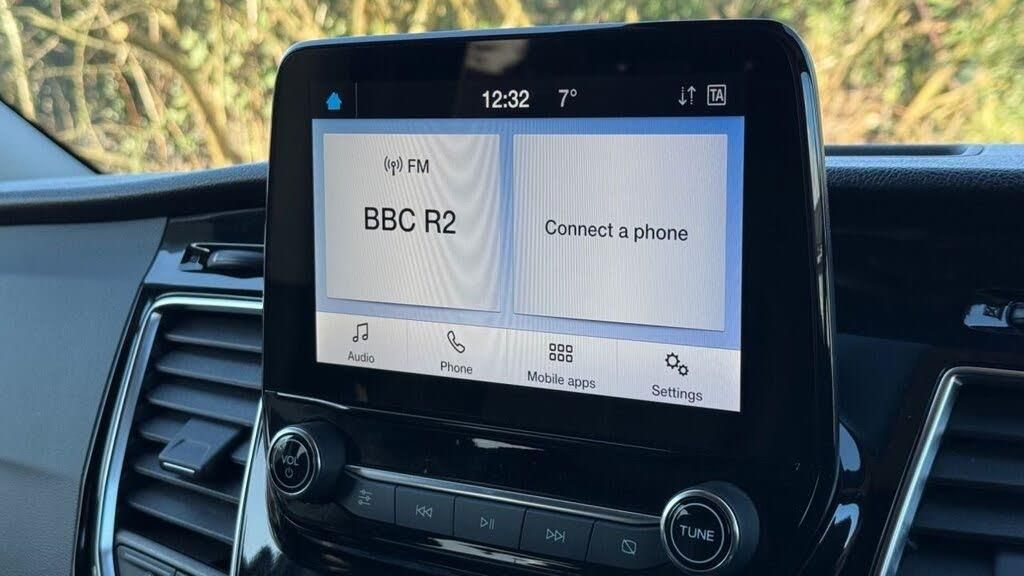 12:32 7° TA
FM
BBC R2
Connect a phone
Audio
Phone
Mobile apps
Settings
VOL
TUNE